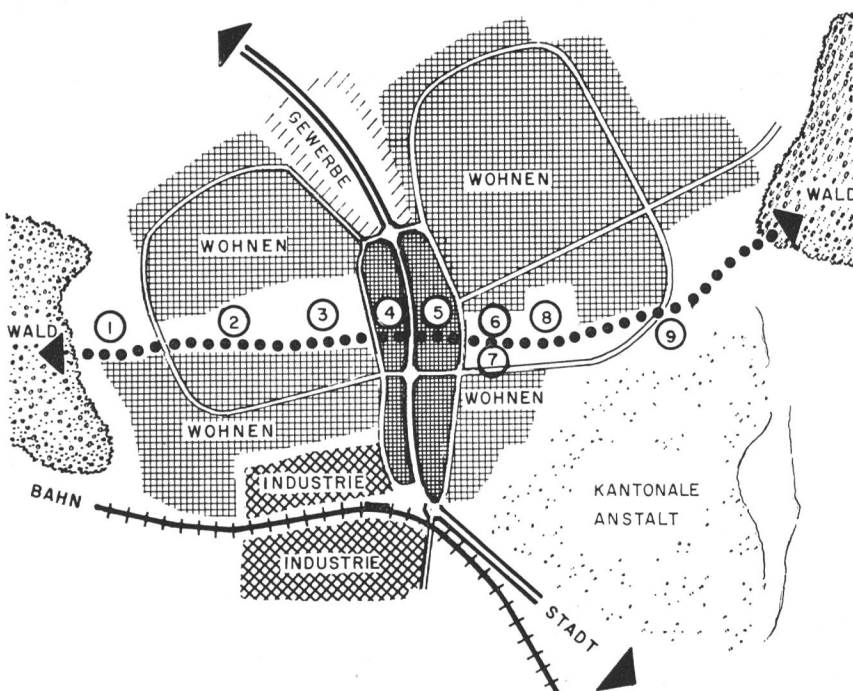 GEWERBE
WOHNEN
WALD
WOHNEN
1
2
3
4
5
6
7
8
9
WALD
WOHNEN
WOHNEN
BAHN
INDUSTRIE
INDUSTRIE
KANTONALE
ANSTALT
STADT